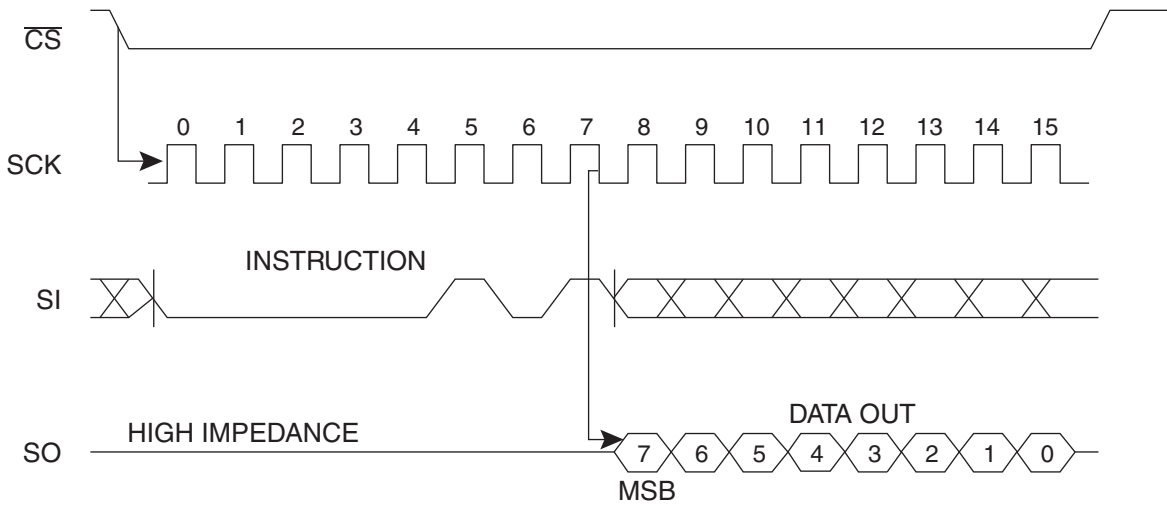 C̅S̅
0 1 2 3 4 5 6 7 8 9 10 11 12 13 14 15
SCK
INSTRUCTION
SI
DATA OUT
HIGH IMPEDANCE
SO
7 6 5 4 3 2 1 0
MSB